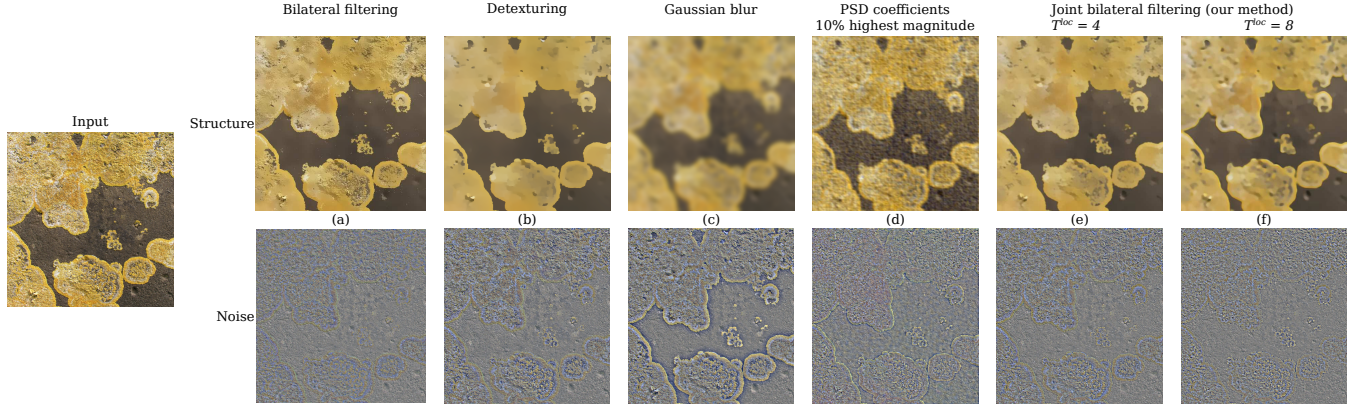 Bilateral filtering
Detexturing
Gaussian blur
PSD coefficients
10% highest magnitude
Joint bilateral filtering (our method)
T^loc = 4
T^loc = 8
Input
Structure
(a)
(b)
(c)
(d)
(e)
(f)
Noise